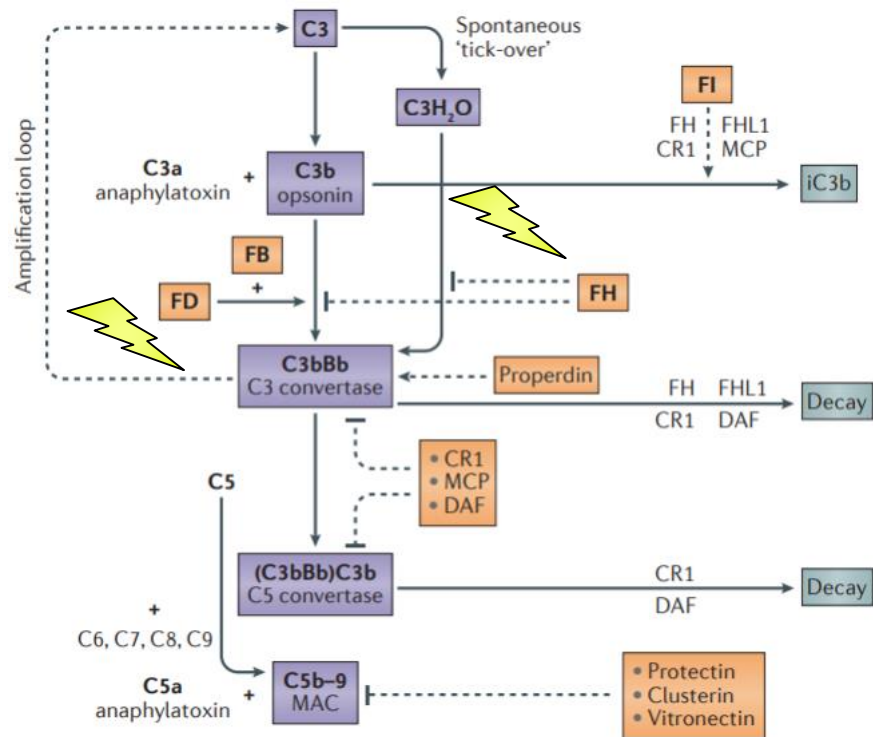 C3
Spontaneous
'tick-over'
Amplification loop
C3H₂O
FI
FH FHL1
CR1 MCP
C3a
anaphylatoxin
+
C3b
opsonin
iC3b
FB
+
FD
FH
C3bBb
C3 convertase
Properdin
FH FHL1
CR1 DAF
Decay
• CR1
• MCP
• DAF
C5
(C3bBb)C3b
C5 convertase
CR1
DAF
Decay
+
C6, C7, C8, C9
C5a
anaphylatoxin
+
C5b–9
MAC
• Protectin
• Clusterin
• Vitronectin